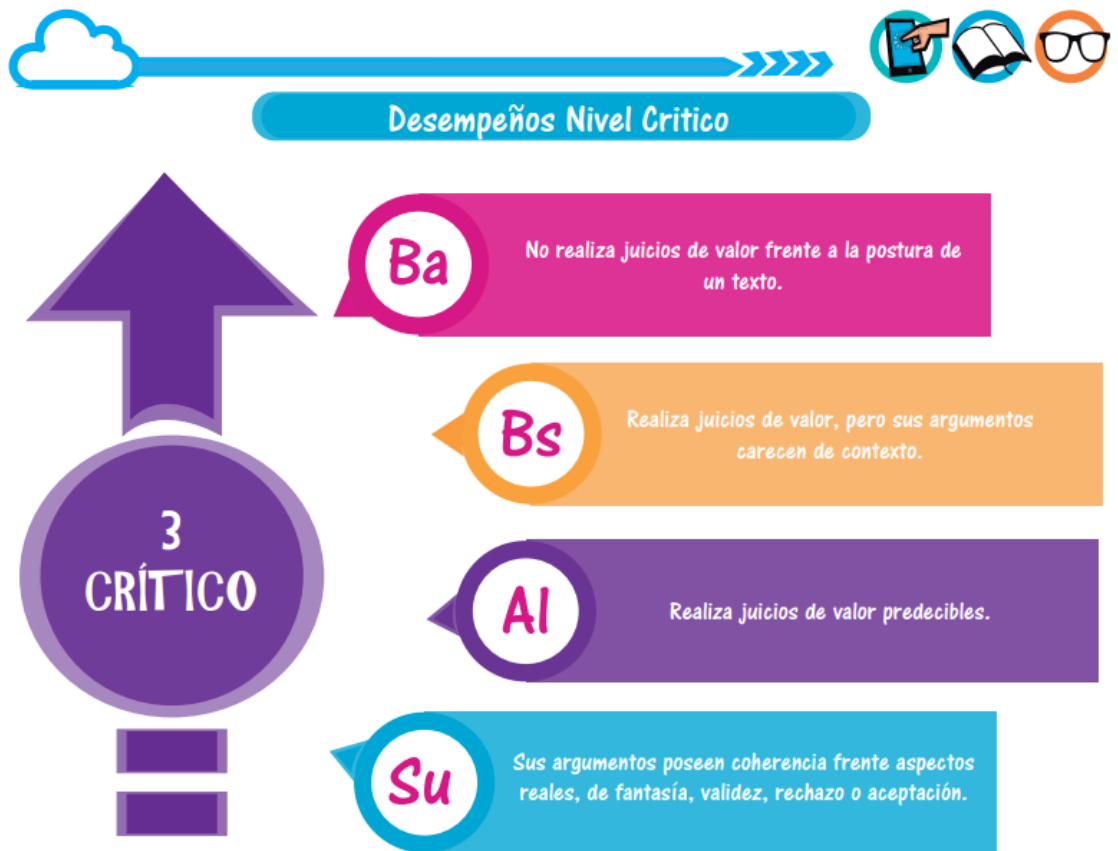 Desempeños Nivel Critico
Ba
No realiza juicios de valor frente a la postura de
un texto.
Bs
Realiza juicios de valor, pero sus argumentos
carecen de contexto.
3
CRÍTICO
Al
Realiza juicios de valor predecibles.
Su
Sus argumentos poseen coherencia frente aspectos
reales, de fantasía, validez, rechazo o aceptación.